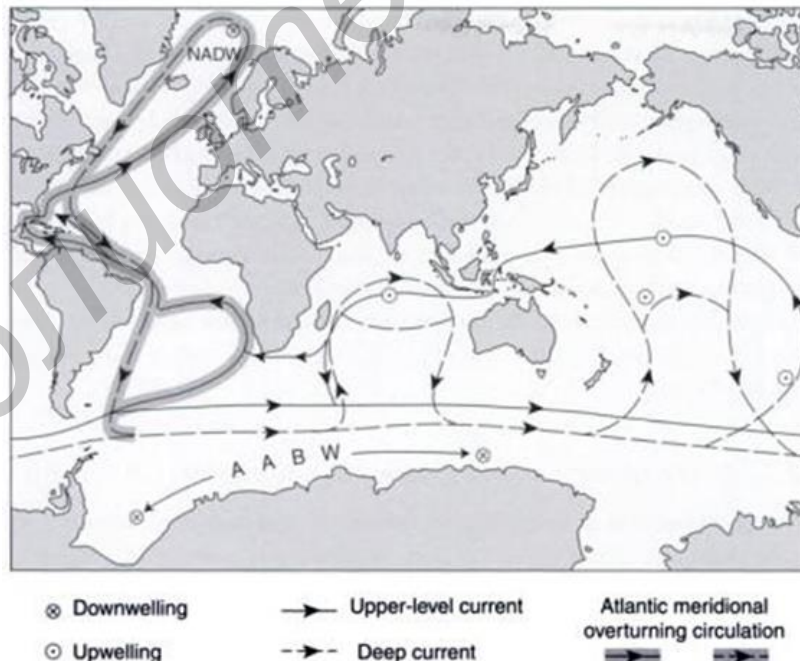 NADW
A A B W
Downwelling
Upper-level current
Atlantic meridional
overturning circulation
Upwelling
Deep current